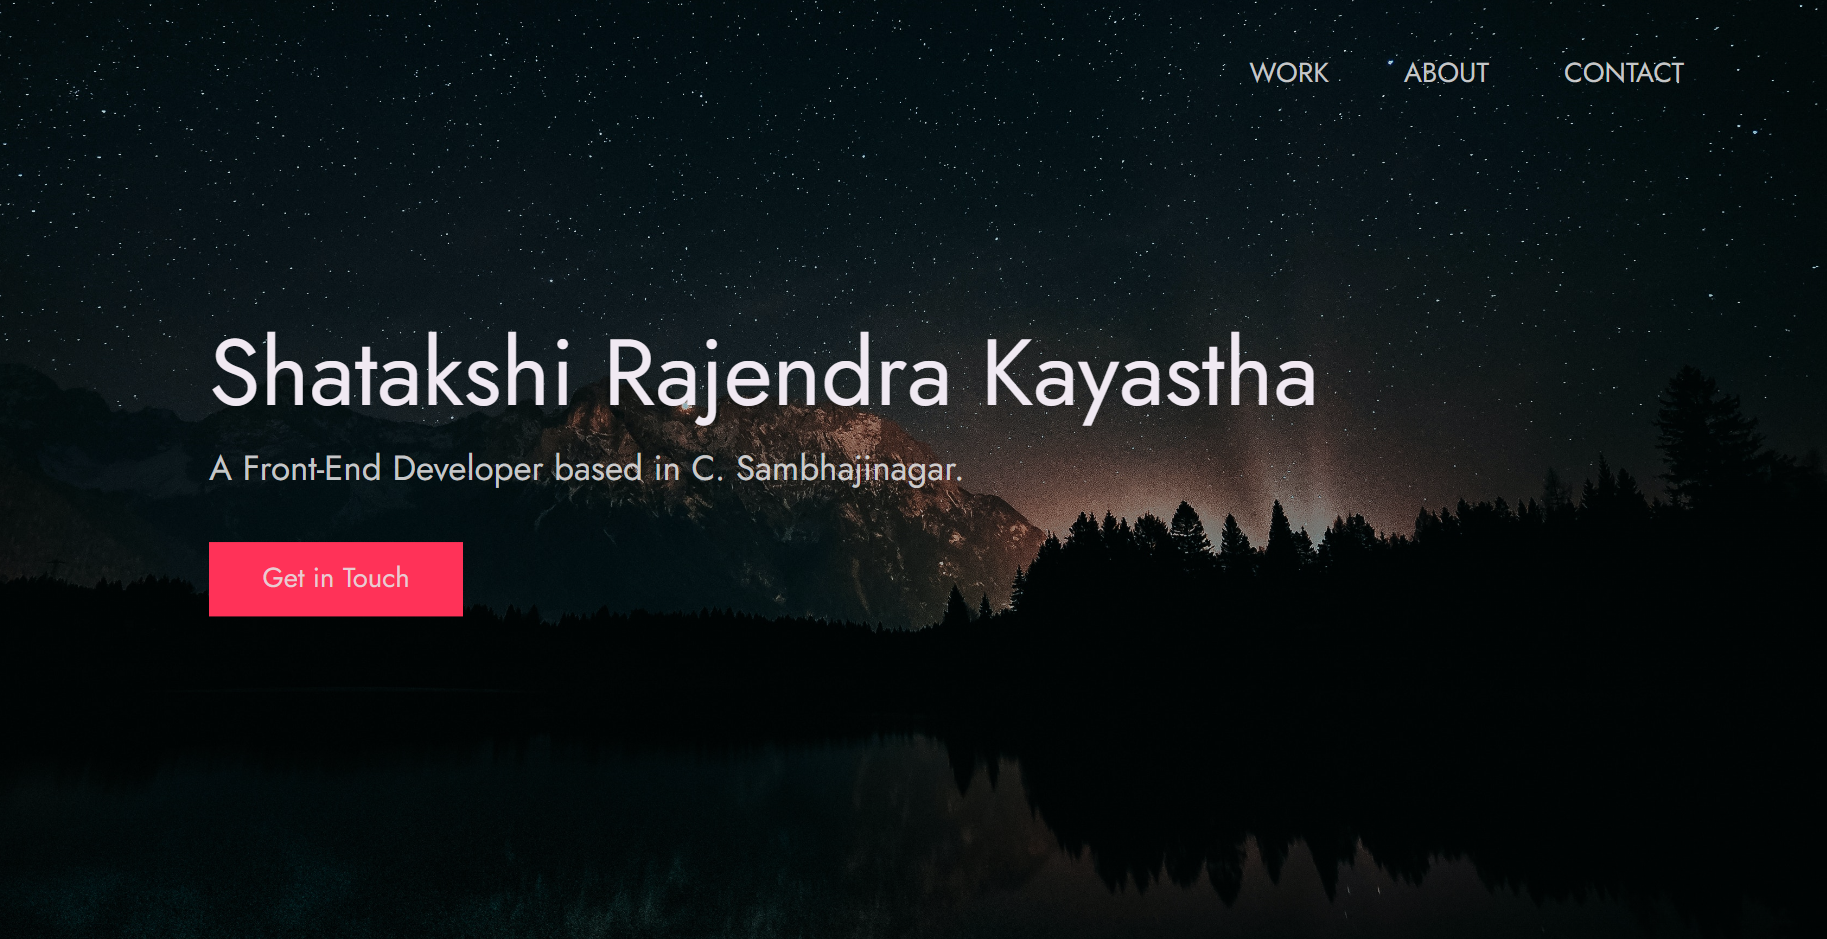 WORK ABOUT CONTACT
Shatakshi Rajendra Kayastha
A Front-End Developer based in C. Sambhajinagar.
Get in Touch